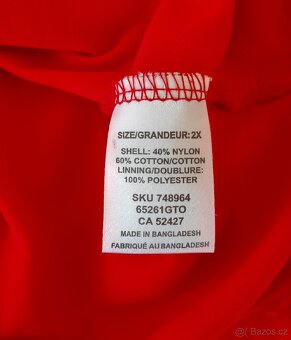 SIZE/GRANDEUR:2X
SHELL: 40% NYLON
60% COTTON/COTTON
LINNING/DOUBLURE:
100% POLYESTER
SKU 748964
65261GTO
CA 52427
MADE IN BANGLADESH
FABRIQUÉ AU BANGLADESH
Bazoš.cz